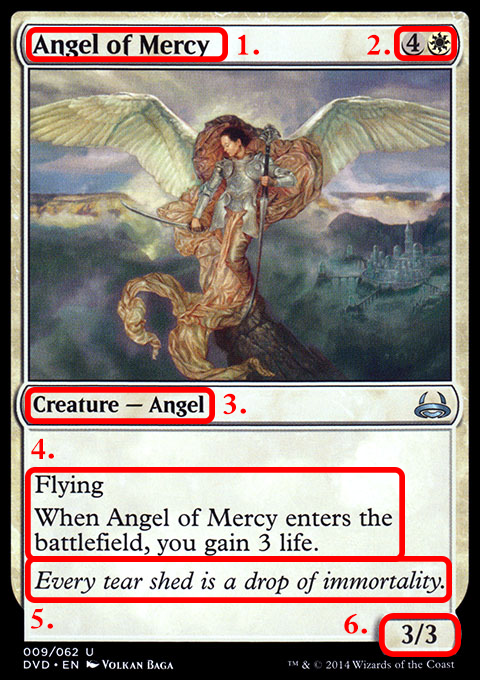 Angel of Mercy 1. 2. 4
Creature — Angel 3.
4.
Flying
When Angel of Mercy enters the
battlefield, you gain 3 life.
Every tear shed is a drop of immortality.
5. 6. 3/3
009/062 U
DVD • EN Volkan Baga ™ & © 2014 Wizards of the Coast